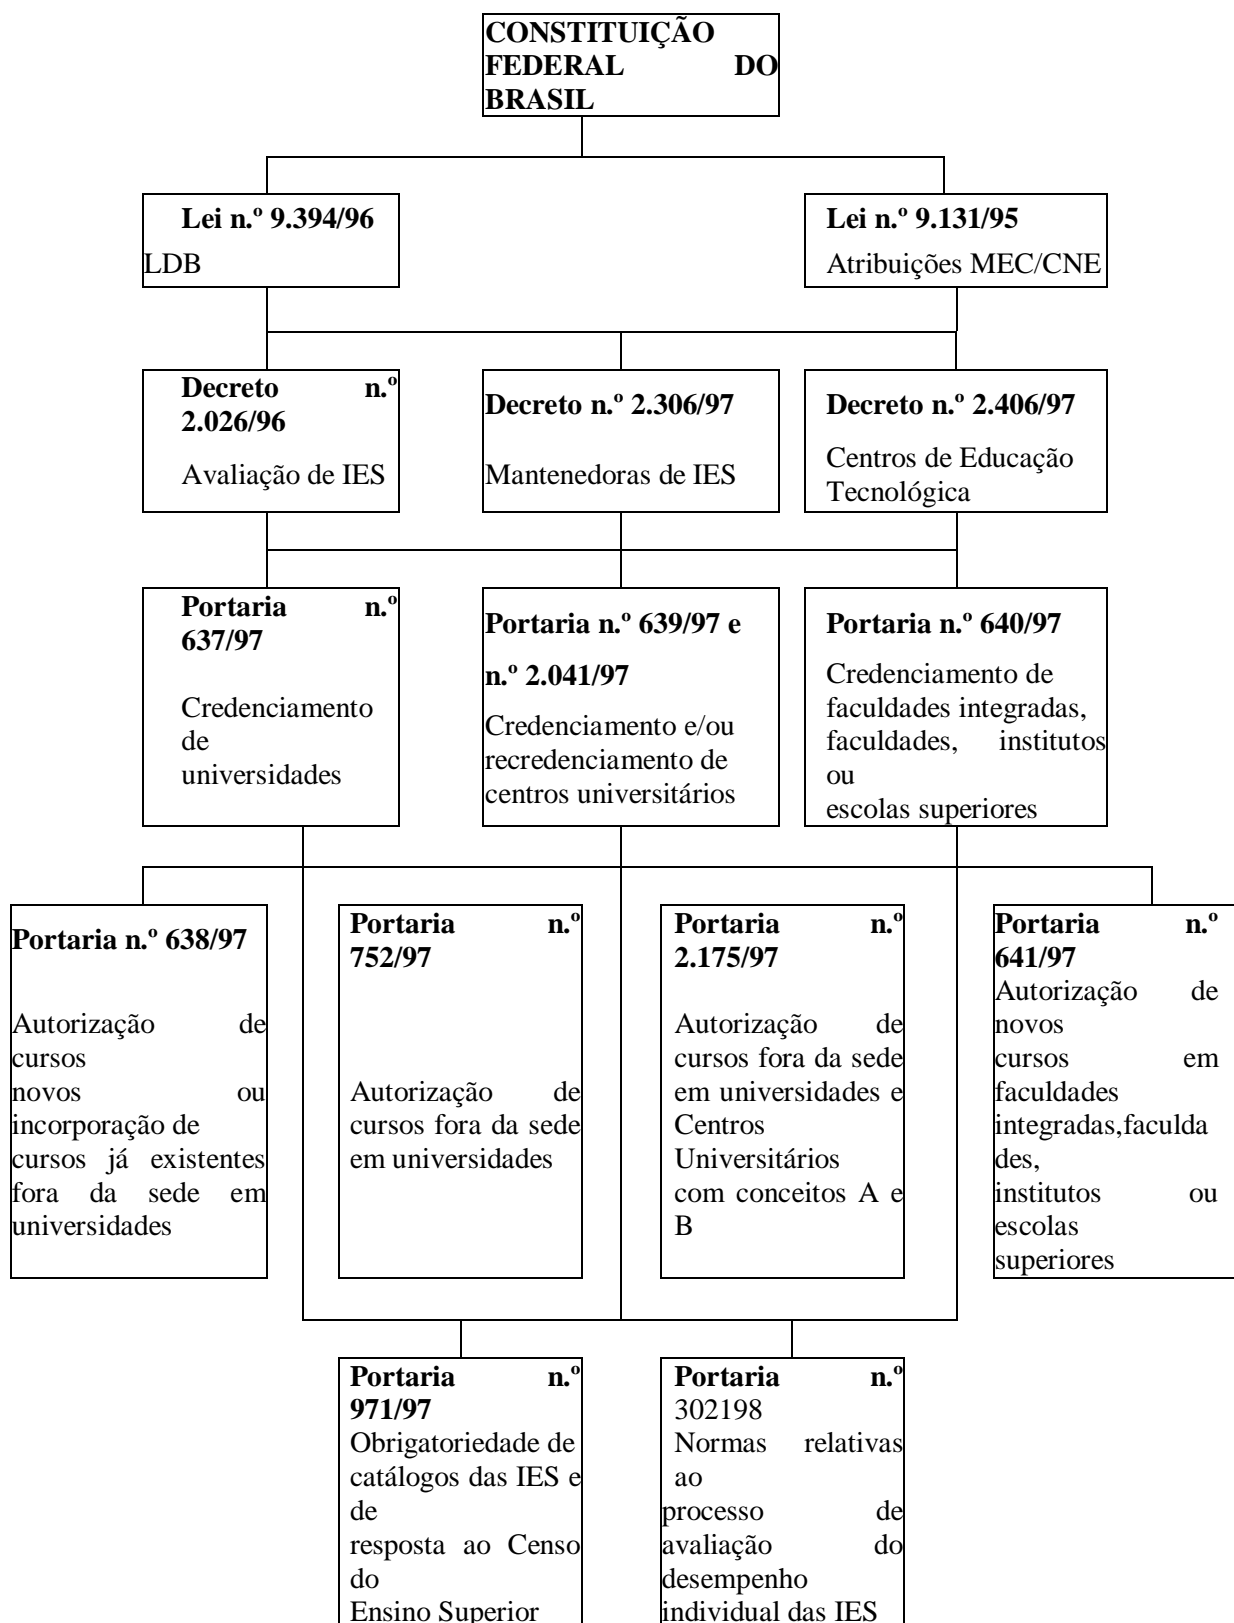 CONSTITUIÇÃO
FEDERAL DO
BRASIL
Lei n.º 9.394/96
LDB
Lei n.º 9.131/95
Atribuições MEC/CNE
Decreto n.º
2.026/96
Avaliação de IES
Decreto n.º 2.306/97
Mantenedoras de IES
Decreto n.º 2.406/97
Centros de Educação
Tecnológica
Portaria n.º
637/97
Credenciamento
de
universidades
Portaria n.º 639/97 e
n.º 2.041/97
Credenciamento e/ou
recredenciamento de
centros universitários
Portaria n.º 640/97
Credenciamento de
faculdades integradas,
faculdades, institutos
ou
escolas superiores
Portaria n.º 638/97
Autorização de
cursos
novos ou
incorporação de
cursos já existentes
fora da sede em
universidades
Portaria n.º
752/97
Autorização de
cursos fora da sede
em universidades
Portaria n.º
2.175/97
Autorização de
cursos fora da sede
em universidades e
Centros
Universitários
com conceitos A e
B
Portaria n.º
641/97
Autorização de
novos
cursos em
faculdades
integradas,faculda
des,
institutos ou
escolas
superiores
Portaria n.º
971/97
Obrigatoriedade de
catálogos das IES e
de
resposta ao Censo
do
Ensino Superior
Portaria n.º
302198
Normas relativas
ao
processo de
avaliação do
desempenho
individual das IES